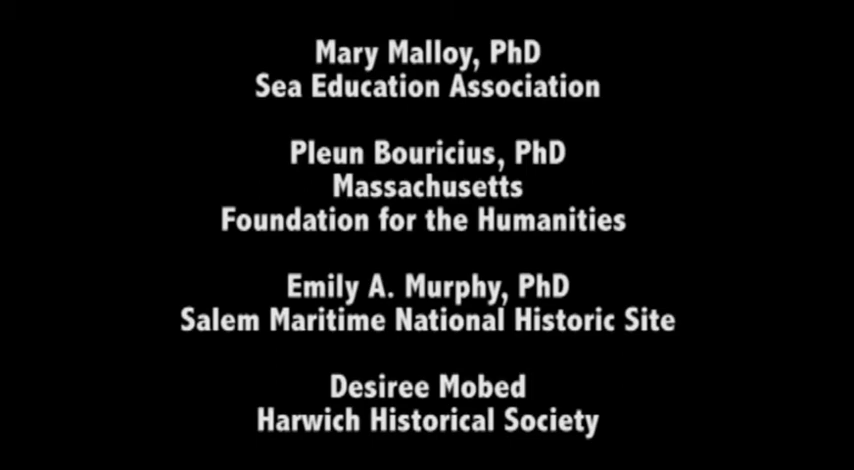 Mary Malloy, PhD
Sea Education Association
Pleun Bouricius, PhD
Massachusetts
Foundation for the Humanities
Emily A. Murphy, PhD
Salem Maritime National Historic Site
Desiree Mobed
Harwich Historical Society